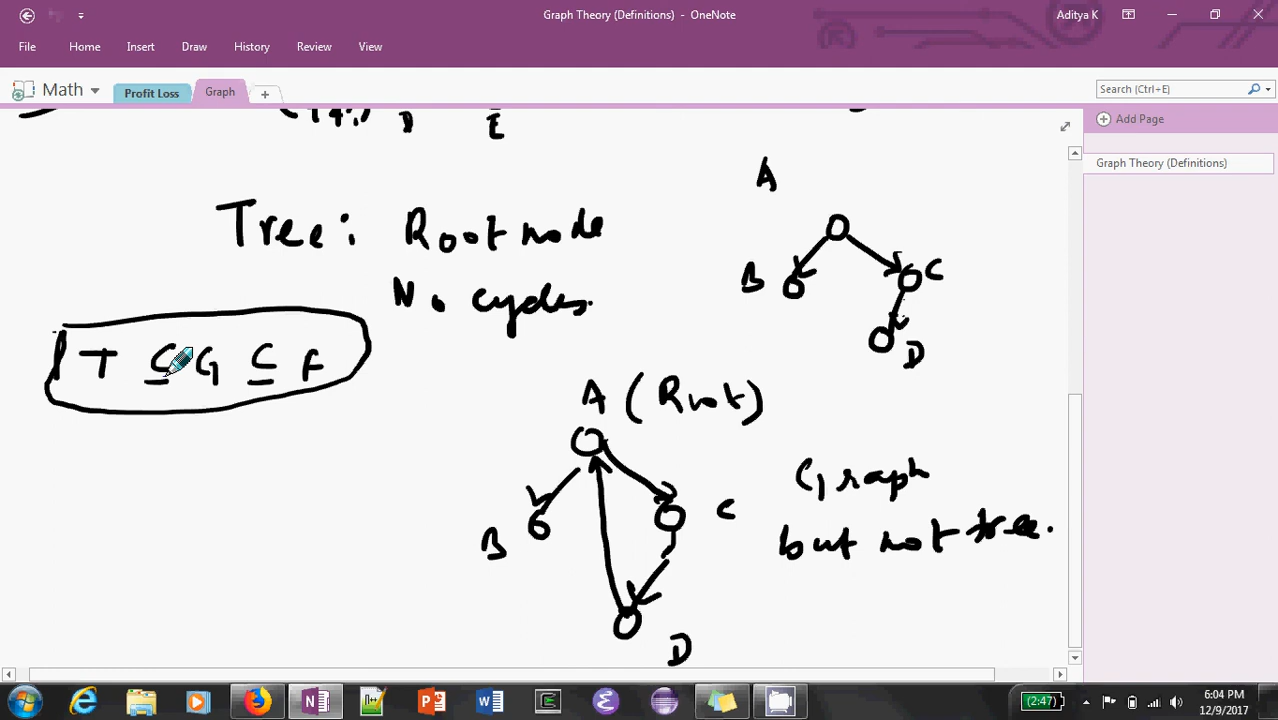 Graph Theory (Definitions) - OneNote
Aditya K
File Home Insert Draw History Review View
Math
Profit Loss
Graph
Search (Ctrl+E)
Add Page
Graph Theory (Definitions)
D
E
A
Tree: Root node
B
C
No cycles.
D
T ⊆ G ⊆ F
A (Root)
C
Graph
but not tree.
B
D
(2:47)
6:04 PM
12/9/2017